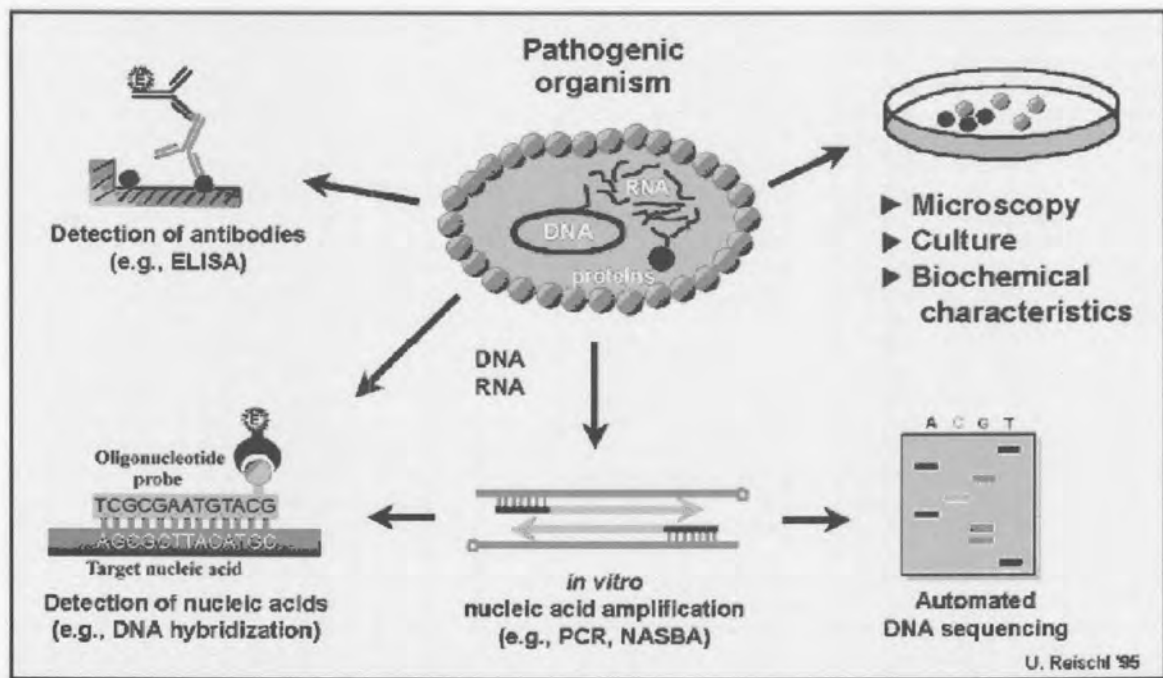 Pathogenic
organism
E
Detection of antibodies
(e.g., ELISA)
RNA
DNA
proteins
► Microscopy
► Culture
► Biochemical
characteristics
DNA
RNA
E
Oligonucleotide
probe
TCGCGAATGTACG
AGCGCTTACATGC
Target nucleic acid
Detection of nucleic acids
(e.g., DNA hybridization)
in vitro
nucleic acid amplification
(e.g., PCR, NASBA)
A C G T
Automated
DNA sequencing
U. Reischl '95